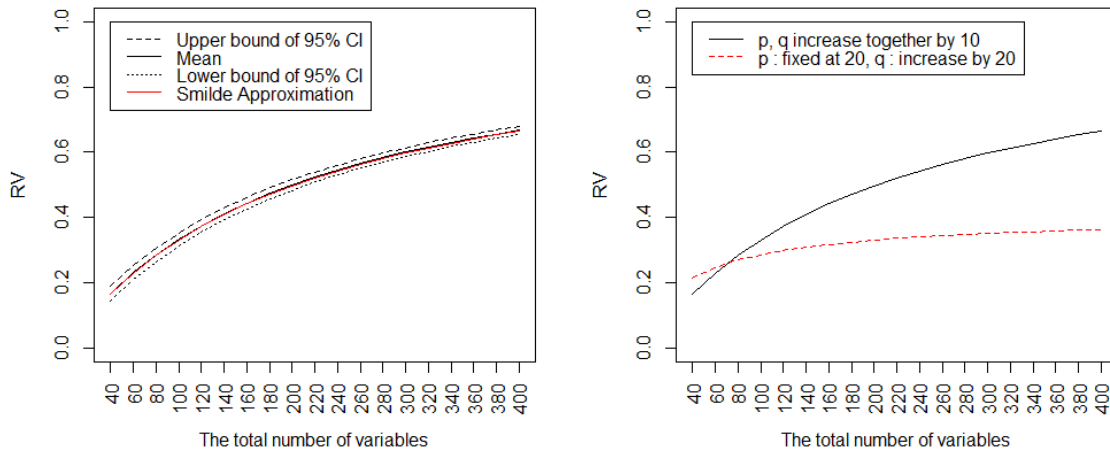 1.0
0.8
0.6
0.4
0.2
0.0
RV
Upper bound of 95% CI
Mean
Lower bound of 95% CI
Smilde Approximation
40 60 80 100 120 140 160 180 200 220 240 260 280 300 320 340 360 380 400
The total number of variables
1.0
0.8
0.6
0.4
0.2
0.0
RV
p, q increase together by 10
p : fixed at 20, q : increase by 20
40 60 80 100 120 140 160 180 200 220 240 260 280 300 320 340 360 380 400
The total number of variables